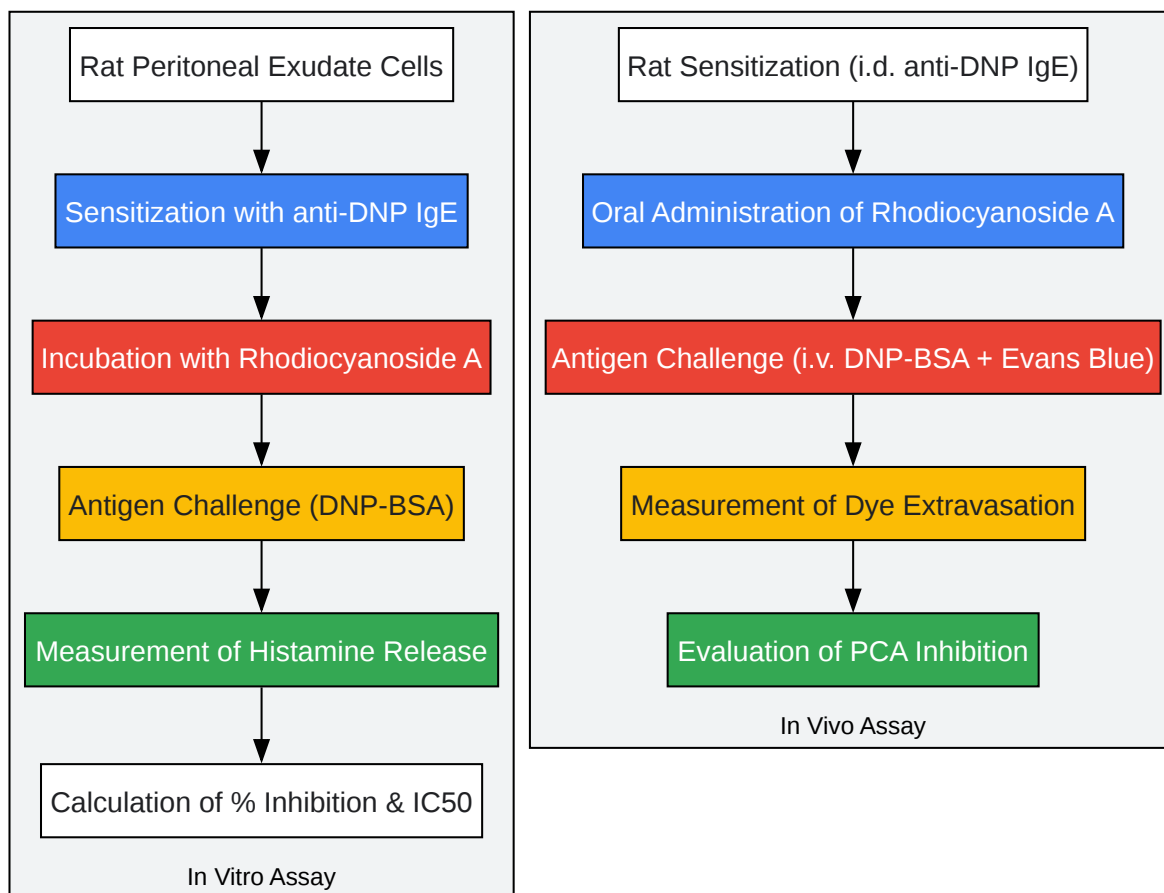 Rat Peritoneal Exudate Cells
Sensitization with anti-DNP IgE
Incubation with Rhodiocyanoside A
Antigen Challenge (DNP-BSA)
Measurement of Histamine Release
Calculation of % Inhibition & IC50
In Vitro Assay
Rat Sensitization (i.d. anti-DNP IgE)
Oral Administration of Rhodiocyanoside A
Antigen Challenge (i.v. DNP-BSA + Evans Blue)
Measurement of Dye Extravasation
Evaluation of PCA Inhibition
In Vivo Assay